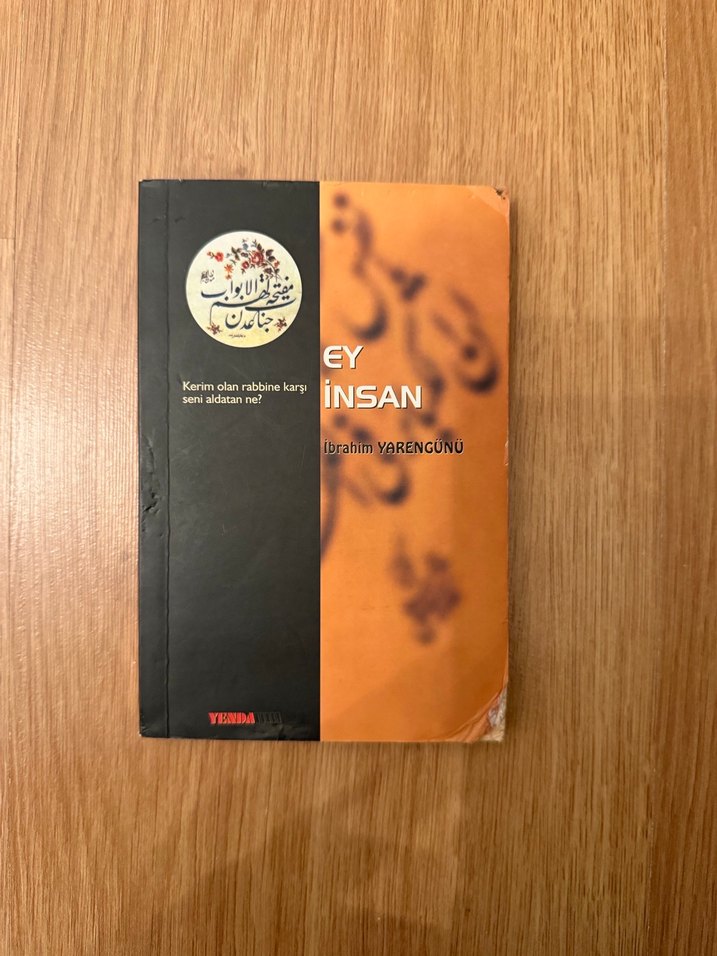 جنات عدن مفتحة لهم الابواب
Kerim olan rabbine karşı
seni aldatan ne?
EY
İNSAN
İbrahim YARENGÜNÜ
YENDA